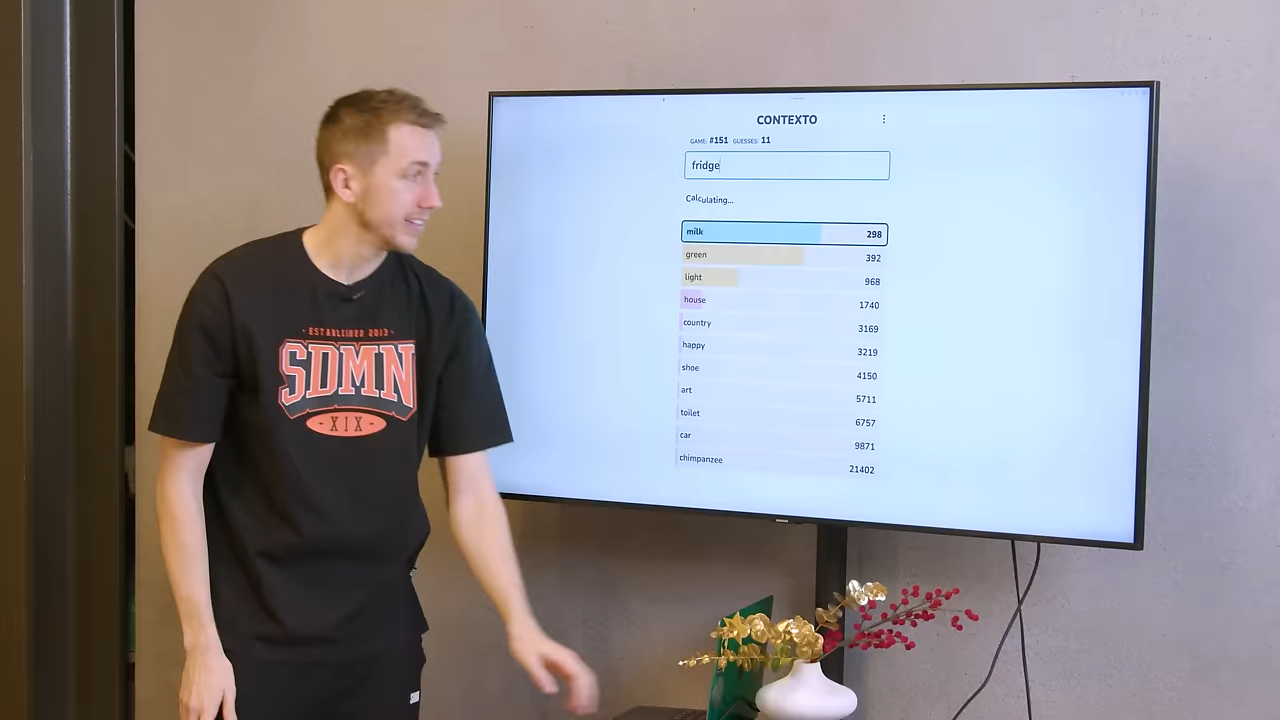 CONTEXTO
GAME: #151 GUESSES: 11
fridge
Calculating...
milk 298
green 392
light 968
house 1740
country 3169
happy 3219
shoe 4150
art 5711
toilet 6757
car 9871
chimpanzee 21402
· ESTABLISHED 2013 ·
SDMN
- XIX -